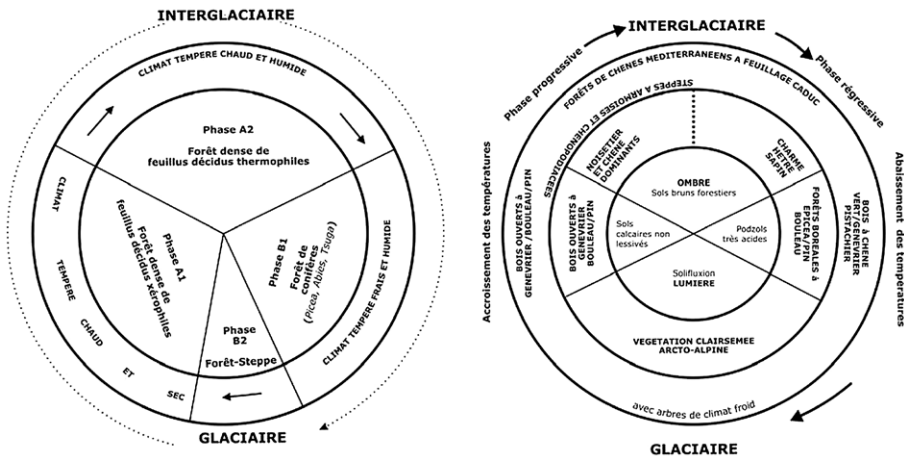 INTERGLACIAIRE
CLIMAT TEMPERE CHAUD ET HUMIDE
Phase A2
Forêt dense de
feuillus décidus thermophiles
CLIMAT
TEMPERE
CHAUD
ET
SEC
Phase A1
Forêt dense de
feuillus décidus xérophiles
Phase B1
Forêt de
conifères
(Picea, Abies, Tsuga)
CLIMAT TEMPERE FRAIS ET HUMIDE
Phase
B2
Forêt-Steppe
GLACIAIRE
INTERGLACIAIRE
Phase progressive
Phase régressive
FORÊTS DE CHENES MEDITERRANEENS A FEUILLAGE CADUC
STEPPES A ARMOISES ET CHENOPODIACEES
NOISETIER
ET CHENE
DOMINANTS
CHARME
HETRE
SAPIN
OMBRE
Sols bruns forestiers
Accroissement des températures
BOIS OUVERTS à
GENEVRIER /BOULEAU/PIN
BOIS OUVERTS à
GENEVRIER
BOULEAU/PIN
Sols
calcaires non
lessivés
Podzols
très acides
FORÊTS BOREALES à
EPICEA/PIN
BOULEAU
BOIS à CHENE
VERT/GENEVRIER
PISTACHIER
Abaissement des températures
Solifluxion
LUMIERE
VEGETATION CLAIRSEMEE
ARCTO-ALPINE
avec arbres de climat froid
GLACIAIRE